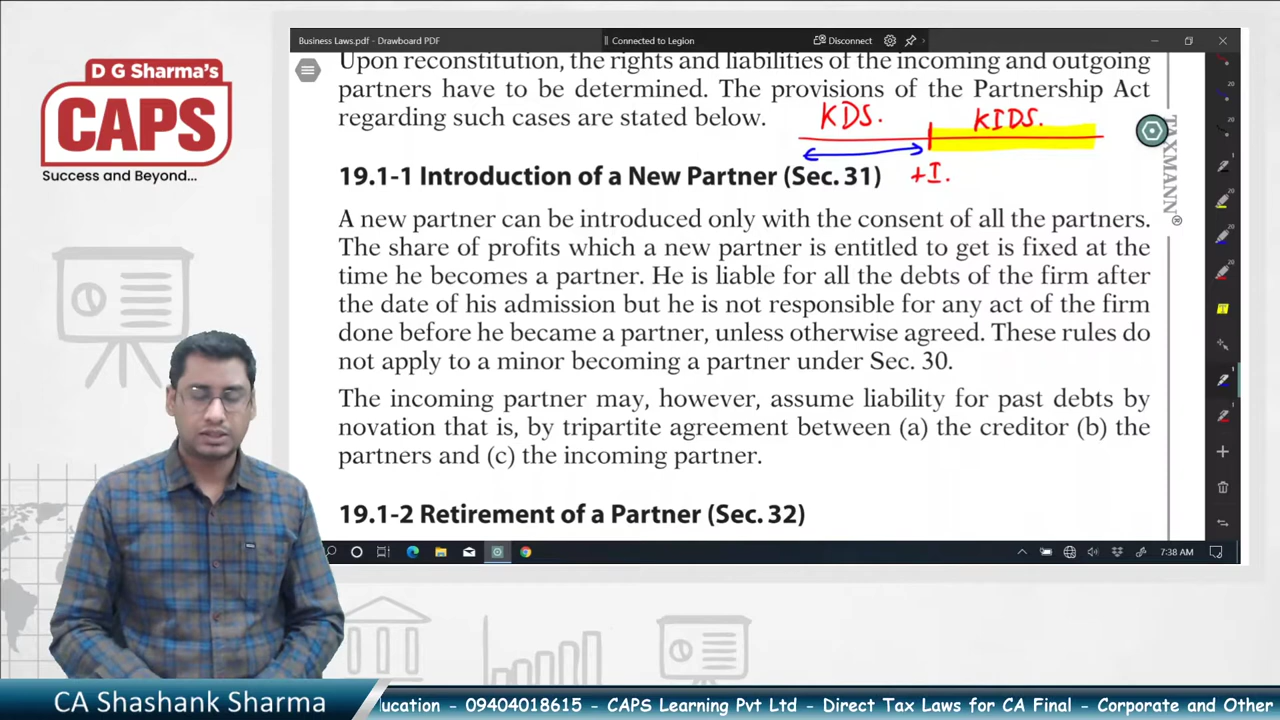 D G Sharma's
CAPS
Success and Beyond...
Business Laws.pdf - Drawboard PDF
Connected to Legion
Disconnect
Upon reconstitution, the rights and liabilities of the incoming and outgoing
partners have to be determined. The provisions of the Partnership Act
regarding such cases are stated below.
KDS.
KIDS.
+I.
TAXMANN®
19.1-1 Introduction of a New Partner (Sec. 31)
A new partner can be introduced only with the consent of all the partners.
The share of profits which a new partner is entitled to get is fixed at the
time he becomes a partner. He is liable for all the debts of the firm after
the date of his admission but he is not responsible for any act of the firm
done before he became a partner, unless otherwise agreed. These rules do
not apply to a minor becoming a partner under Sec. 30.
The incoming partner may, however, assume liability for past debts by
novation that is, by tripartite agreement between (a) the creditor (b) the
partners and (c) the incoming partner.
19.1-2 Retirement of a Partner (Sec. 32)
7:38 AM
CA Shashank Sharma
ucation - 09404018615 - CAPS Learning Pvt Ltd - Direct Tax Laws for CA Final - Corporate and Other